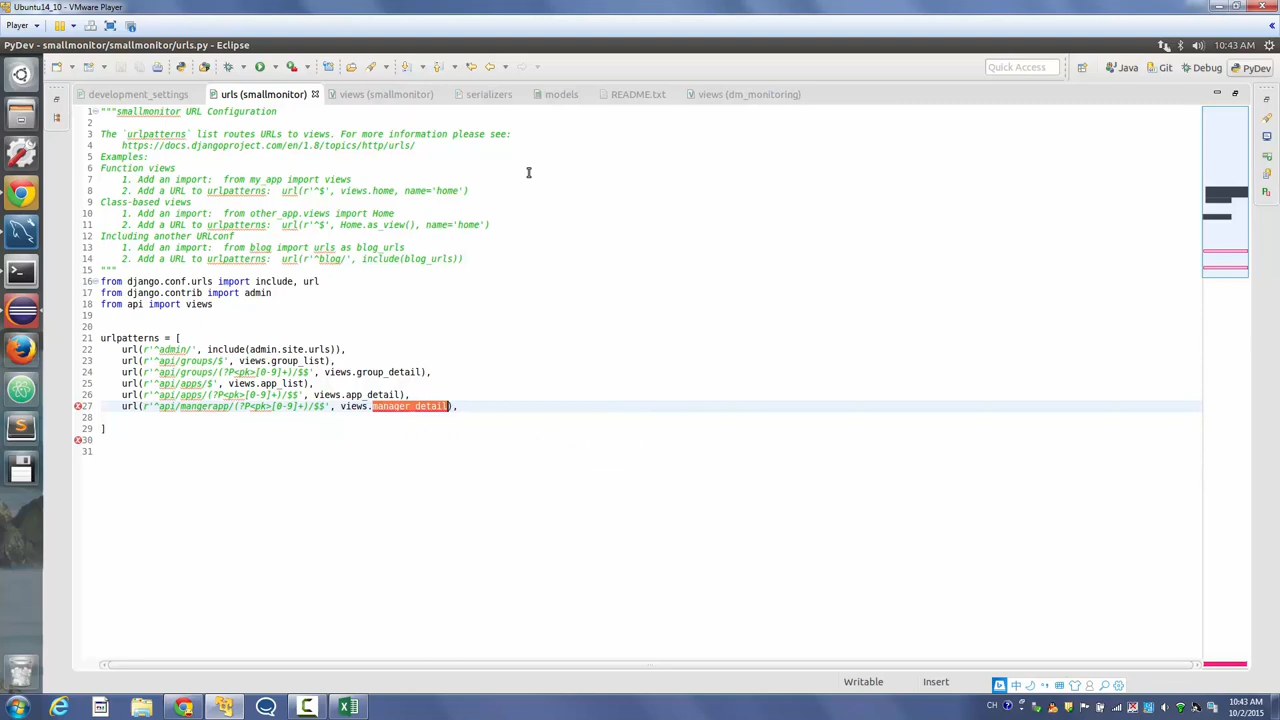 Ubuntu14_10 - VMware Player
Player
PyDev - smallmonitor/smallmonitor/urls.py - Eclipse
10:43 AM
Quick Access
Java
Git
Debug
PyDev
development_settings
urls (smallmonitor)
views (smallmonitor)
serializers
models
README.txt
views (dm_monitoring)
1 """smallmonitor URL Configuration
2
3 The `urlpatterns` list routes URLs to views. For more information please see:
4     https://docs.djangoproject.com/en/1.8/topics/http/urls/
5 Examples:
6 Function views
7     1. Add an import:  from my_app import views
8     2. Add a URL to urlpatterns:  url(r'^$', views.home, name='home')
9 Class-based views
10     1. Add an import:  from other_app.views import Home
11     2. Add a URL to urlpatterns:  url(r'^$', Home.as_view(), name='home')
12 Including another URLconf
13     1. Add an import:  from blog import urls as blog_urls
14     2. Add a URL to urlpatterns:  url(r'^blog/', include(blog_urls))
15 """
16 from django.conf.urls import include, url
17 from django.contrib import admin
18 from api import views
19
20
21 urlpatterns = [
22     url(r'^admin/', include(admin.site.urls)),
23     url(r'^api/groups/$', views.group_list),
24     url(r'^api/groups/(?P<pk>[0-9]+)/$$', views.group_detail),
25     url(r'^api/apps/$', views.app_list),
26     url(r'^api/apps/(?P<pk>[0-9]+)/$$', views.app_detail),
27     url(r'^api/mangerapp/(?P<pk>[0-9]+)/$$', views.manager_detail),
28
29 ]
30
31
Writable
Insert
中
CH
10:43 AM
10/2/2015